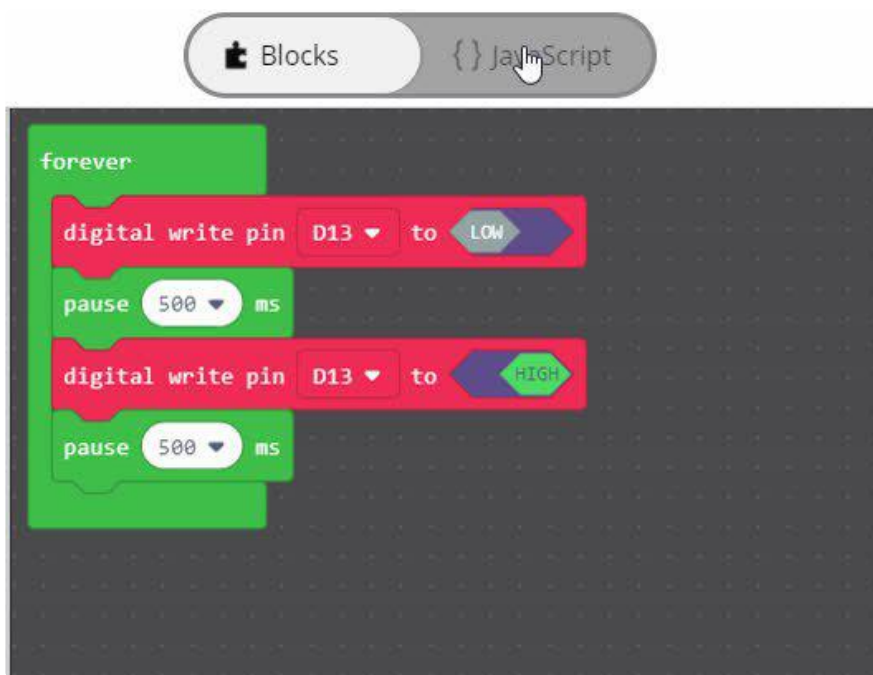 Blocks
{ } JavaScript
forever
digital write pin D13 to LOW
pause 500 ms
digital write pin D13 to HIGH
pause 500 ms